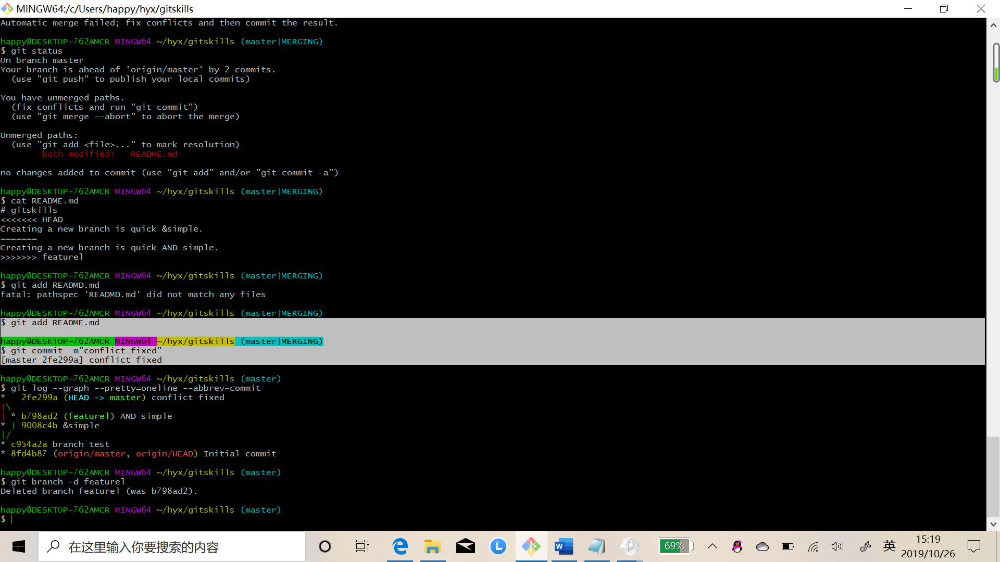 MINGW64:/c/Users/happy/hyx/gitskills
Automatic merge failed; fix conflicts and then commit the result.
happy@DESKTOP-762AMCR MINGW64 ~/hyx/gitskills (master|MERGING)
$ git status
On branch master
Your branch is ahead of 'origin/master' by 2 commits.
  (use "git push" to publish your local commits)
You have unmerged paths.
  (fix conflicts and run "git commit")
  (use "git merge --abort" to abort the merge)
Unmerged paths:
  (use "git add <file>..." to mark resolution)
        both modified:   README.md
no changes added to commit (use "git add" and/or "git commit -a")
happy@DESKTOP-762AMCR MINGW64 ~/hyx/gitskills (master|MERGING)
$ cat README.md
# gitskills
<<<<<<< HEAD
Creating a new branch is quick &simple.
=======
Creating a new branch is quick AND simple.
>>>>>>> featurel
happy@DESKTOP-762AMCR MINGW64 ~/hyx/gitskills (master|MERGING)
$ git add READMD.md
fatal: pathspec 'READMD.md' did not match any files
happy@DESKTOP-762AMCR MINGW64 ~/hyx/gitskills (master|MERGING)
$ git add README.md
happy@DESKTOP-762AMCR MINGW64 ~/hyx/gitskills (master|MERGING)
$ git commit -m"conflict fixed"
[master 2fe299a] conflict fixed
happy@DESKTOP-762AMCR MINGW64 ~/hyx/gitskills (master)
$ git log --graph --pretty=oneline --abbrev-commit
*   2fe299a (HEAD -> master) conflict fixed
|\
| * b798ad2 (featurel) AND simple
* | 9008c4b &simple
|/
* c954a2a branch test
* 8fd4b87 (origin/master, origin/HEAD) Initial commit
happy@DESKTOP-762AMCR MINGW64 ~/hyx/gitskills (master)
$ git branch -d featurel
Deleted branch featurel (was b798ad2).
happy@DESKTOP-762AMCR MINGW64 ~/hyx/gitskills (master)
$
在这里输入你要搜索的内容
69%
英
15:19
2019/10/26